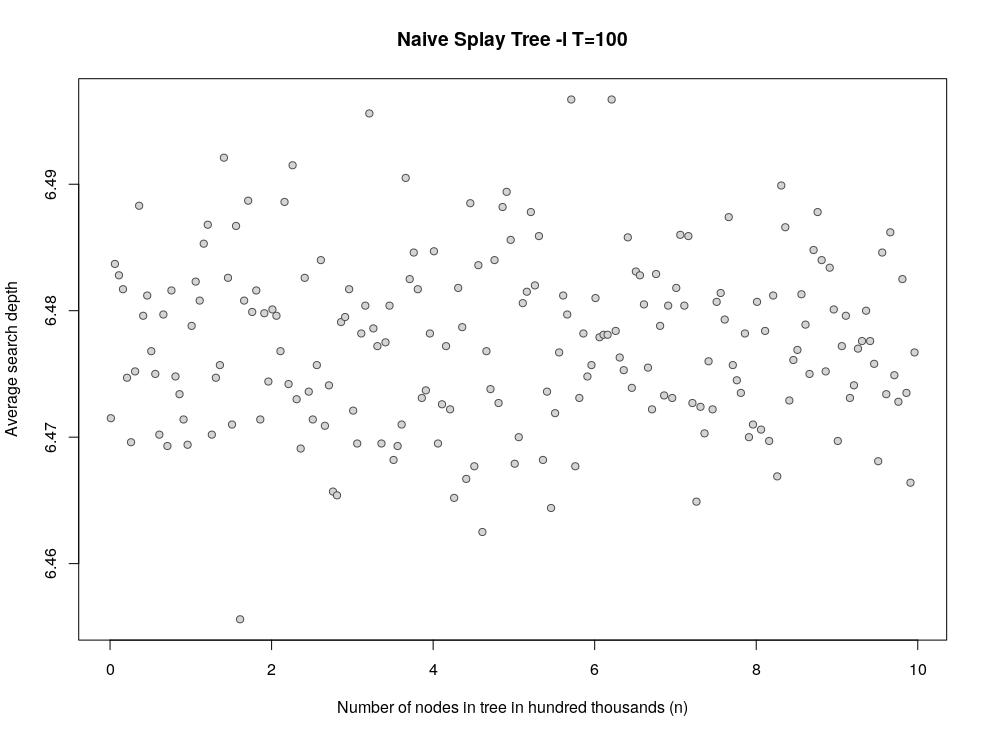 Naive Splay Tree -l T=100
Average search depth
6.49
6.48
6.47
6.46
0 2 4 6 8 10
Number of nodes in tree in hundred thousands (n)